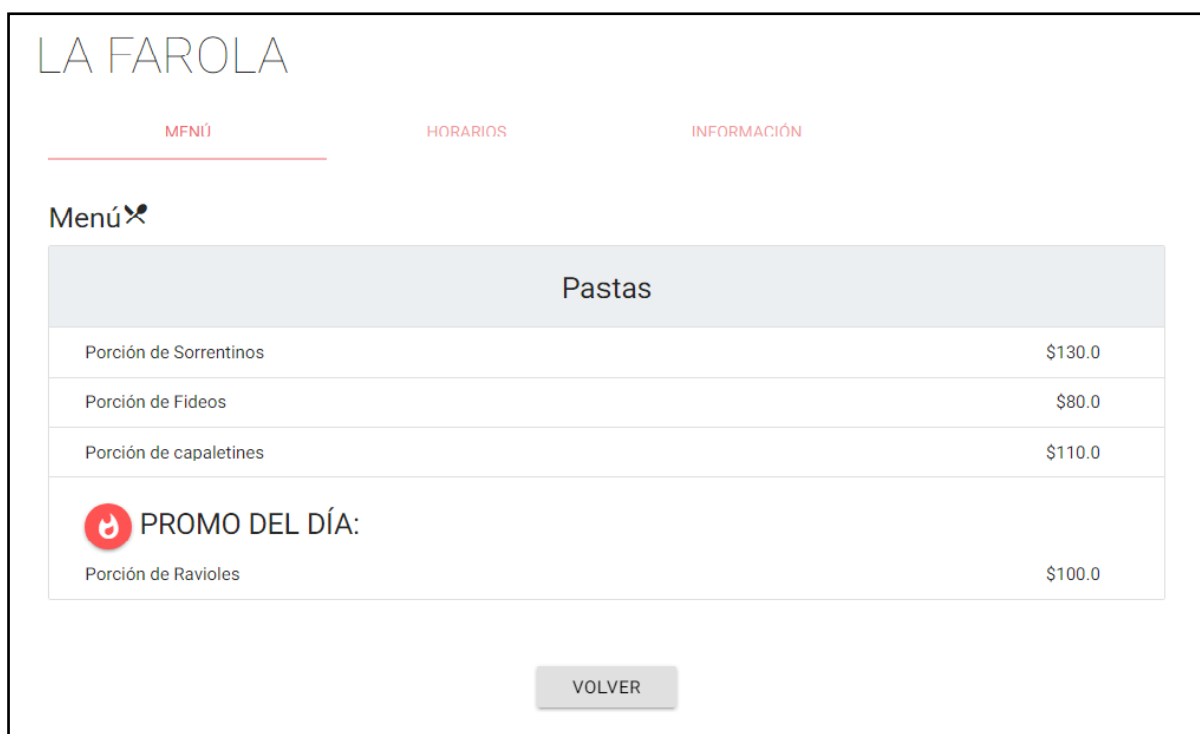 LA FAROLA
MENÚ HORARIOS INFORMACIÓN
Menú
Pastas
Porción de Sorrentinos $130.0
Porción de Fideos $80.0
Porción de capaletines $110.0
PROMO DEL DÍA:
Porción de Ravioles $100.0
VOLVER